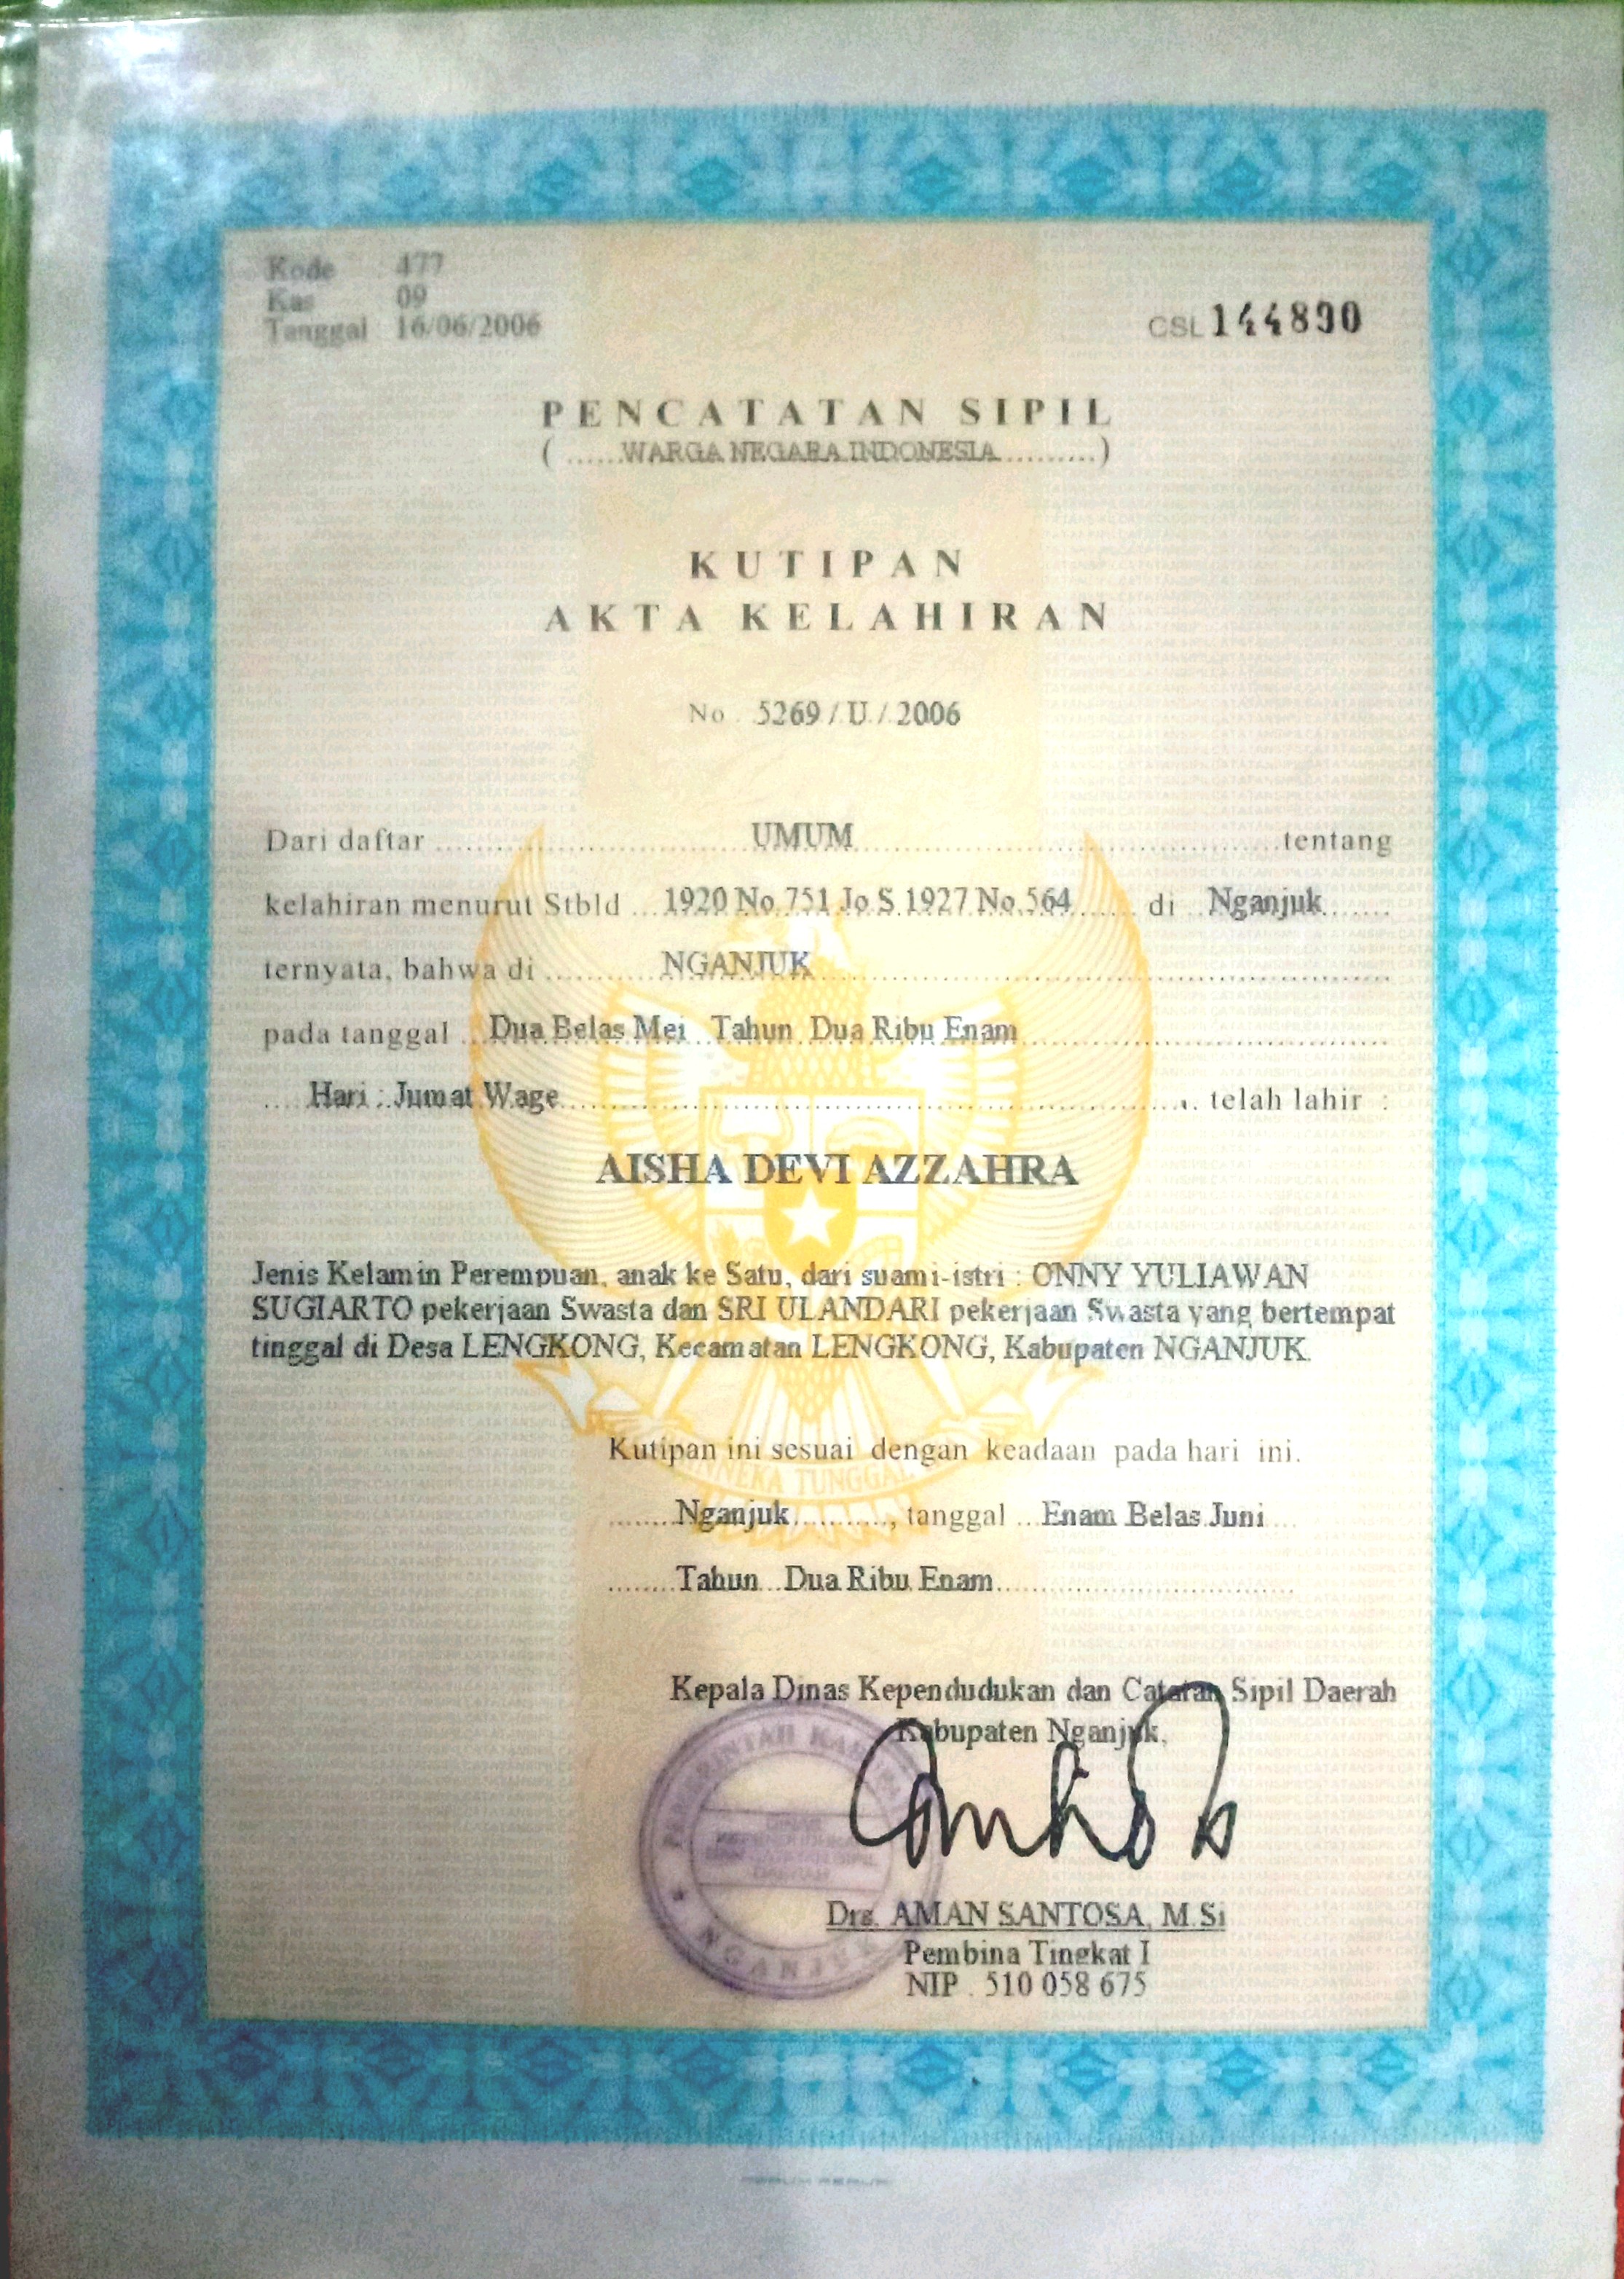 Kode : 477
Kas 09
Tanggal 16/06/2006
CSL 144890
PENCATATAN SIPIL
( ......WARGA NEGARA INDONESIA..........)
KUTIPAN
AKTA KELAHIRAN
No . 5269 / U / 2006
Dari daftar ........ UMUM ........ tentang
kelahiran menurut Stbld ... 1920 No 751 Jo S 1927 No 564 ...... di .. Nganjuk .......
ternyata, bahwa di ........ NGANJUK ........
pada tanggal .. Dua Belas Mei Tahun Dua Ribu Enam ........
.... Hari : Jumat Wage ........ telah lahir :
AISHA DEVI AZZAHRA
Jenis Kelamin Perempuan, anak ke Satu, dari suami-istri : ONNY YULIAWAN
SUGIARTO pekerjaan Swasta dan SRI ULANDARI pekerjaan Swasta yang bertempat
tinggal di Desa LENGKONG, Kecamatan LENGKONG, Kabupaten NGANJUK.
Kutipan ini sesuai dengan keadaan pada hari ini.
........Nganjuk..........., tanggal ...Enam Belas Juni
........Tahun...Dua Ribu Enam........
Kepala Dinas Kependudukan dan Catatan Sipil Daerah
Kabupaten Nganjuk,
PEMERINTAH
NGANJUK
Drs. AMAN SANTOSA, M.Si
Pembina Tingkat I
NIP . 510 058 675